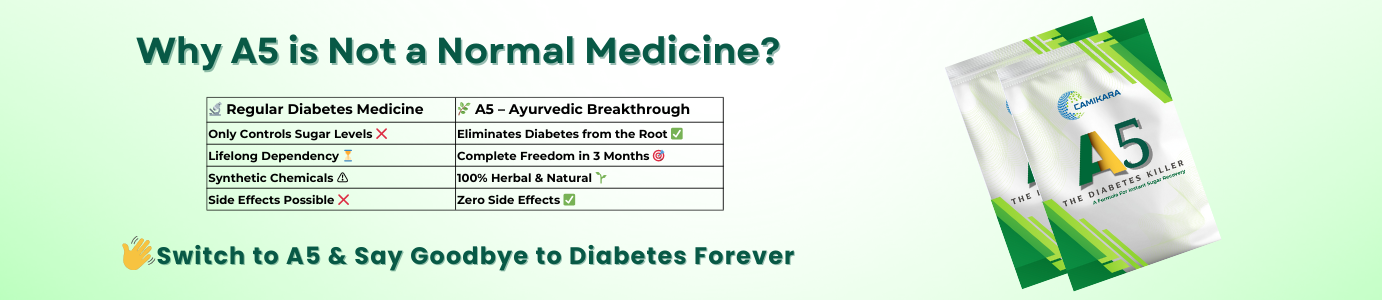 Why A5 is Not a Normal Medicine?
🔬 Regular Diabetes Medicine 🌿 A5 – Ayurvedic Breakthrough
Only Controls Sugar Levels ❌ Eliminates Diabetes from the Root ✅
Lifelong Dependency ⏳ Complete Freedom in 3 Months 🎯
Synthetic Chemicals ⚠ 100% Herbal & Natural 🌱
Side Effects Possible ❌ Zero Side Effects ✅
👋Switch to A5 & Say Goodbye to Diabetes Forever
CAMIKARA
A5
THE DIABETES KILLER
A Formula For Instant Sugar Recovery
THE